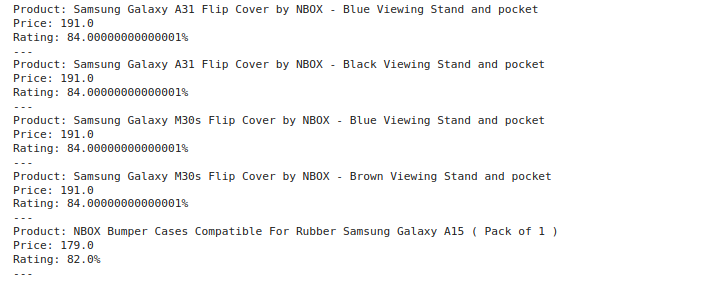 Product: Samsung Galaxy A31 Flip Cover by NBOX - Blue Viewing Stand and pocket
Price: 191.0
Rating: 84.00000000000001%
---
Product: Samsung Galaxy A31 Flip Cover by NBOX - Black Viewing Stand and pocket
Price: 191.0
Rating: 84.00000000000001%
---
Product: Samsung Galaxy M30s Flip Cover by NBOX - Blue Viewing Stand and pocket
Price: 191.0
Rating: 84.00000000000001%
---
Product: Samsung Galaxy M30s Flip Cover by NBOX - Brown Viewing Stand and pocket
Price: 191.0
Rating: 84.00000000000001%
---
Product: NBOX Bumper Cases Compatible For Rubber Samsung Galaxy A15 ( Pack of 1 )
Price: 179.0
Rating: 82.0%
---